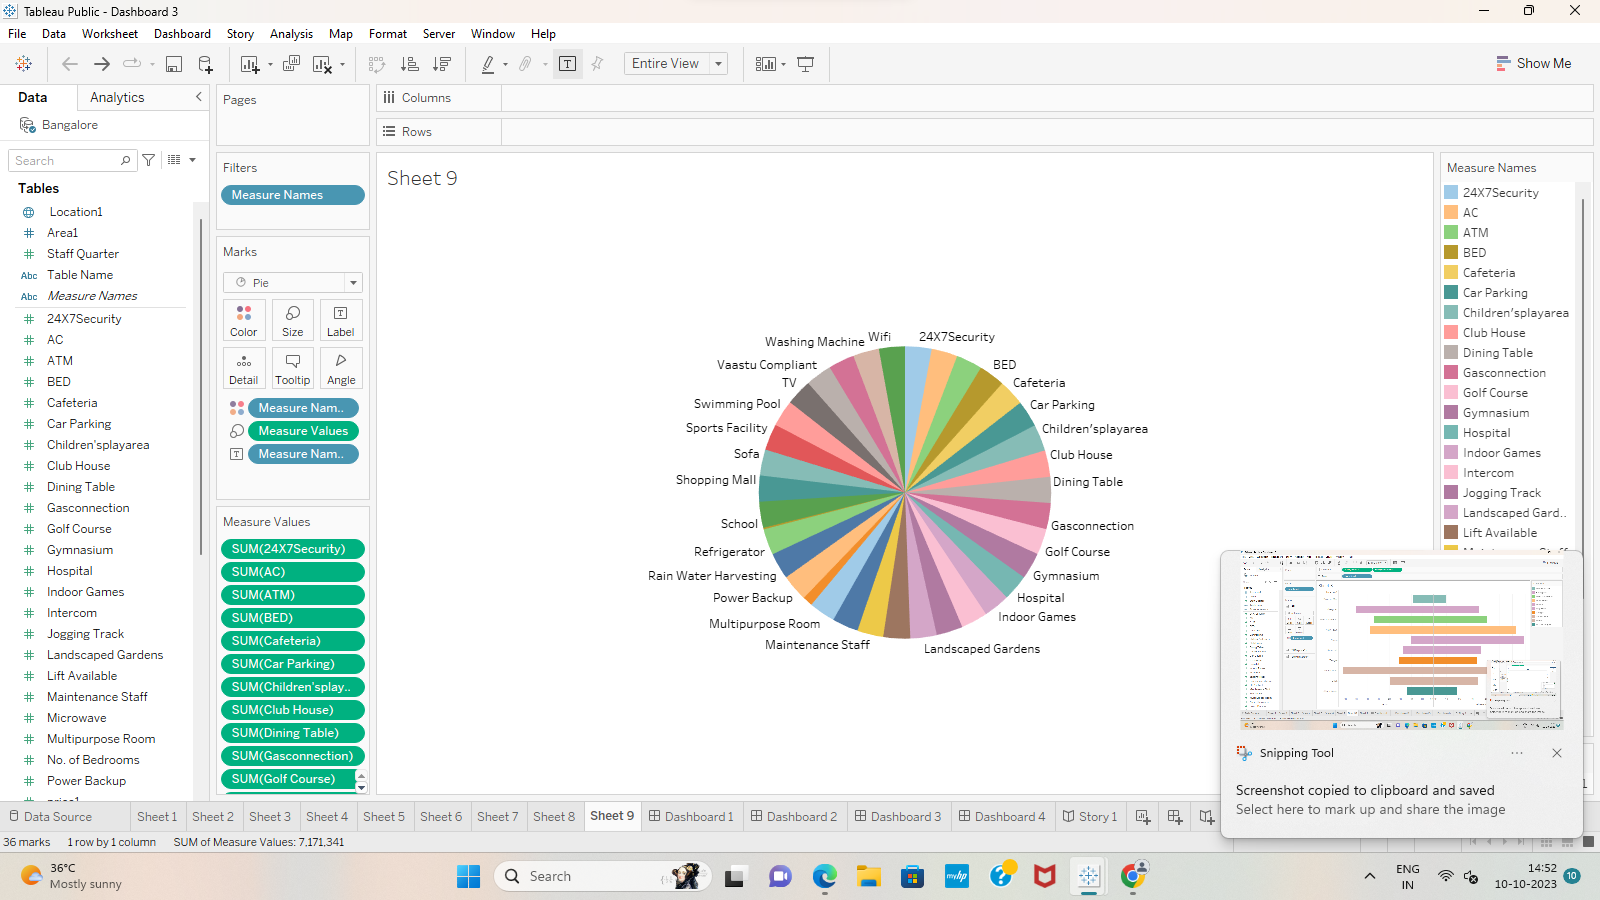 Tableau Public - Dashboard 3
File Data Worksheet Dashboard Story Analysis Map Format Server Window Help
Entire View
Show Me
Data Analytics
Bangalore
Search
Tables
Location1
Area1
Staff Quarter
Abc Table Name
Abc Measure Names
24X7Security
AC
ATM
BED
Cafeteria
Car Parking
Children'splayarea
Club House
Dining Table
Gasconnection
Golf Course
Gymnasium
Hospital
Indoor Games
Intercom
Jogging Track
Landscaped Gardens
Lift Available
Maintenance Staff
Microwave
Multipurpose Room
No. of Bedrooms
Power Backup
Pages
Filters
Measure Names
Marks
Pie
Color Size Label
Detail Tooltip Angle
Measure Nam..
Measure Values
Measure Nam..
Measure Values
SUM(24X7Security)
SUM(AC)
SUM(ATM)
SUM(BED)
SUM(Cafeteria)
SUM(Car Parking)
SUM(Children'splay..
SUM(Club House)
SUM(Dining Table)
SUM(Gasconnection)
SUM(Golf Course)
Columns
Rows
Sheet 9
Wifi
24X7Security
Washing Machine
Vaastu Compliant
BED
TV
Cafeteria
Swimming Pool
Car Parking
Sports Facility
Children'splayarea
Sofa
Club House
Shopping Mall
Dining Table
School
Gasconnection
Refrigerator
Golf Course
Rain Water Harvesting
Gymnasium
Power Backup
Hospital
Multipurpose Room
Indoor Games
Maintenance Staff
Landscaped Gardens
Measure Names
24X7Security
AC
ATM
BED
Cafeteria
Car Parking
Children'splayarea
Club House
Dining Table
Gasconnection
Golf Course
Gymnasium
Hospital
Indoor Games
Intercom
Jogging Track
Landscaped Gard..
Lift Available
Snipping Tool
Screenshot copied to clipboard and saved
Select here to mark up and share the image
Data Source Sheet 1 Sheet 2 Sheet 3 Sheet 4 Sheet 5 Sheet 6 Sheet 7 Sheet 8 Sheet 9 Dashboard 1 Dashboard 2 Dashboard 3 Dashboard 4 Story 1
36 marks 1 row by 1 column SUM of Measure Values: 7,171,341
36°C
Mostly sunny
Search
myhp
ENG
IN
14:52
10-10-2023
10